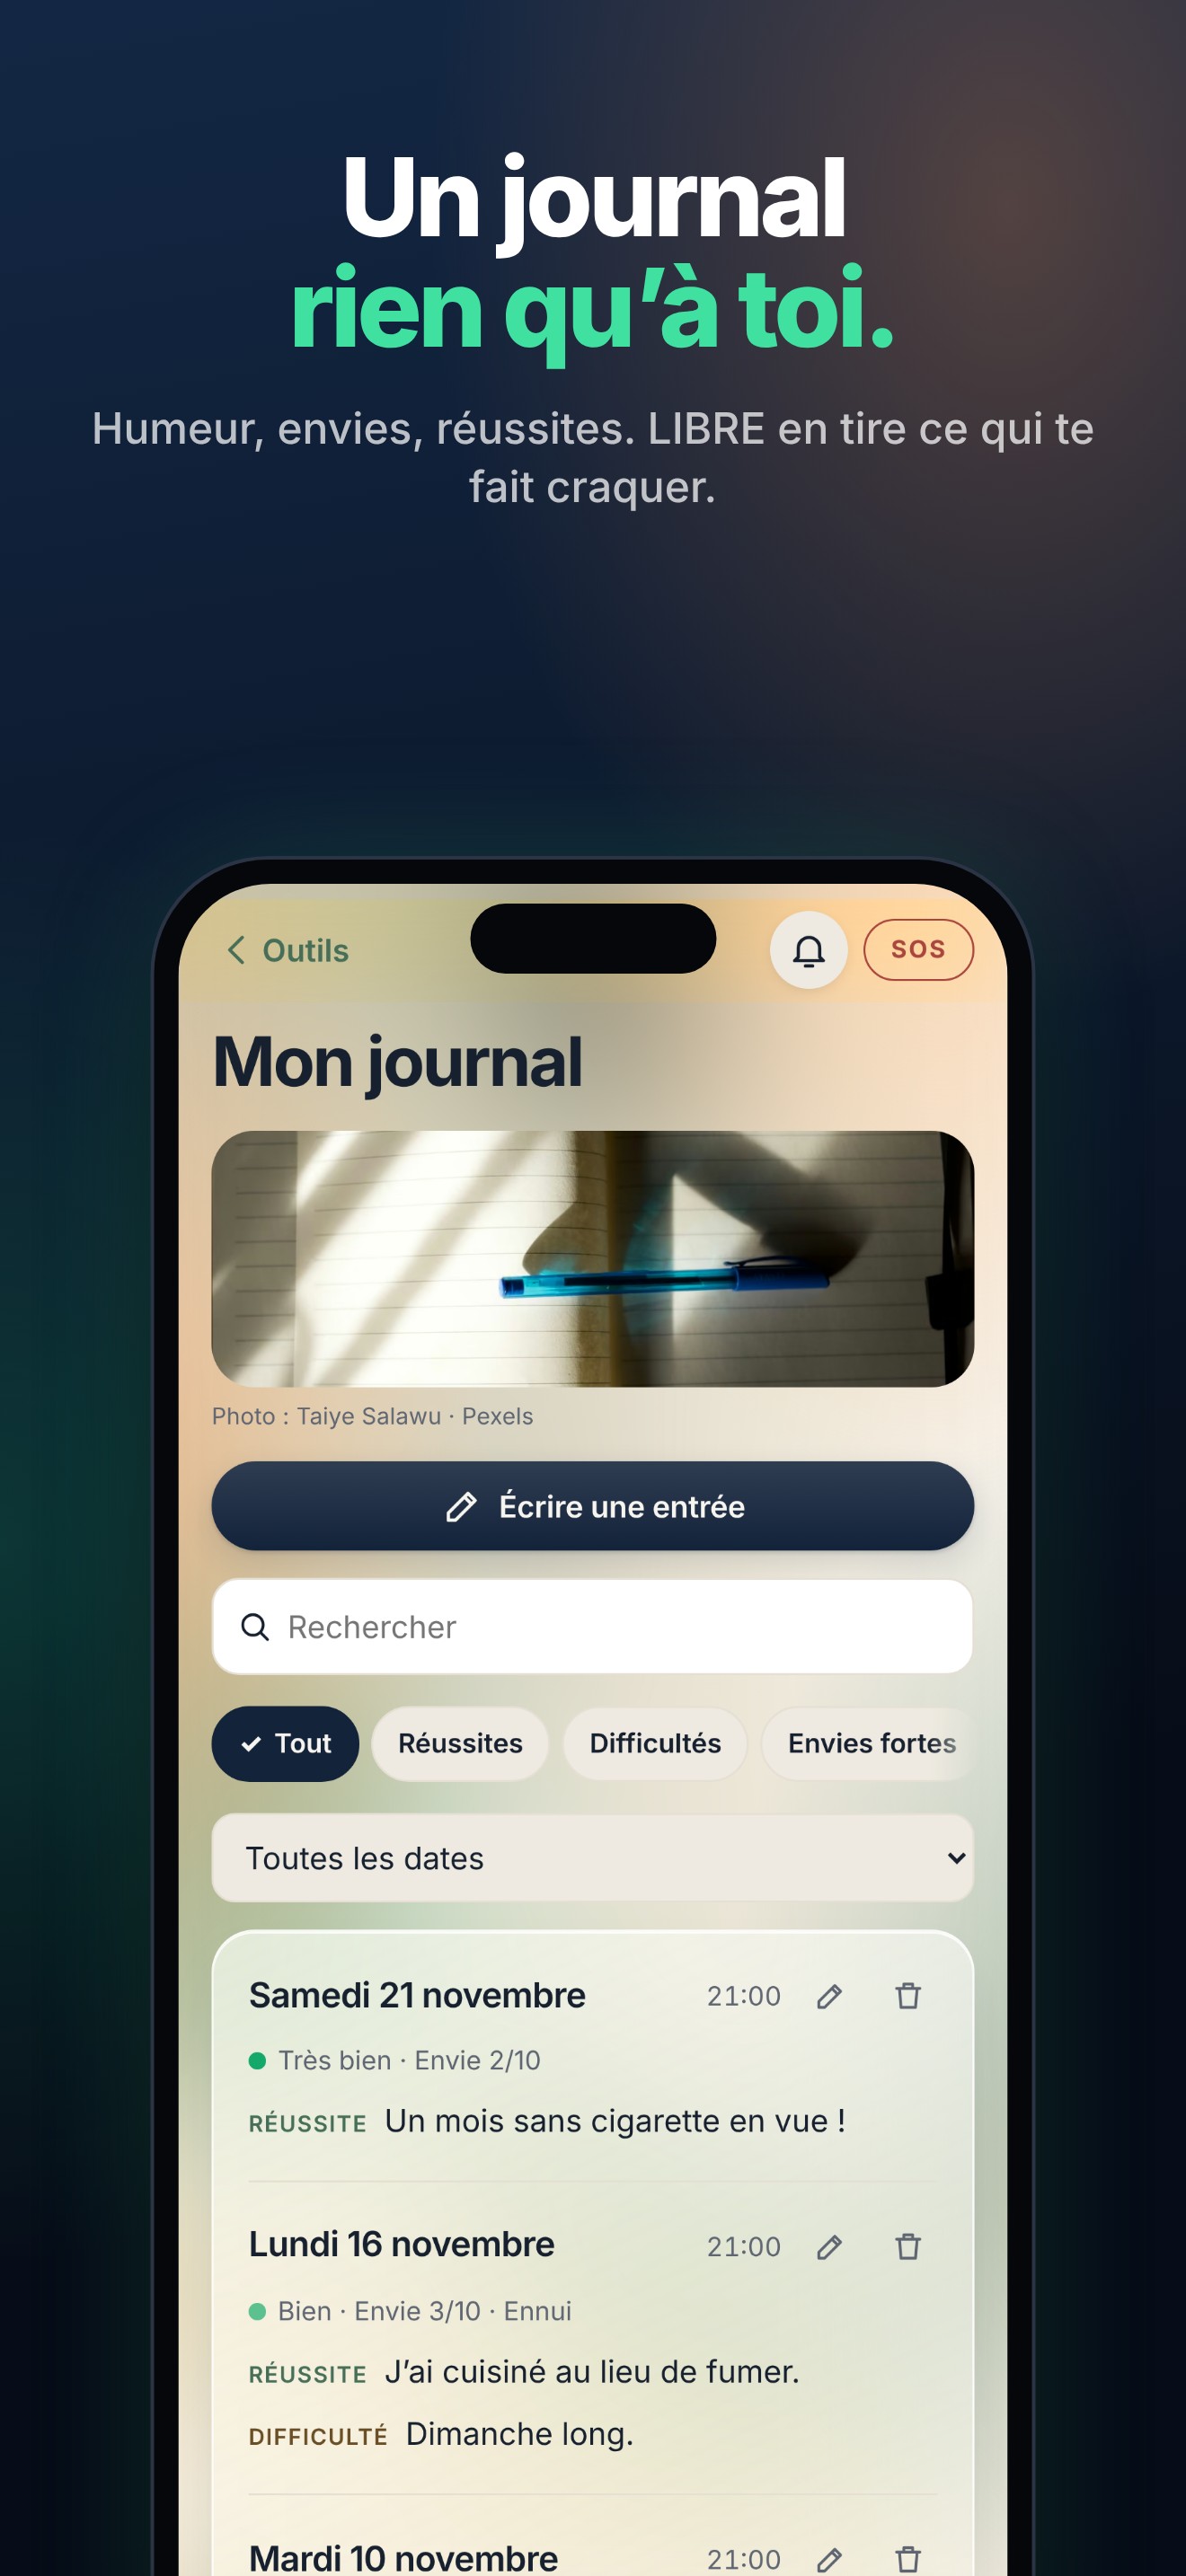 Un journal
rien qu’à toi.
Humeur, envies, réussites. LIBRE en tire ce qui te
fait craquer.
Outils
SOS
Mon journal
Photo : Taiye Salawu · Pexels
Écrire une entrée
Rechercher
Tout Réussites Difficultés Envies fortes
Toutes les dates
Samedi 21 novembre 21:00
Très bien · Envie 2/10
RÉUSSITE Un mois sans cigarette en vue !
Lundi 16 novembre 21:00
Bien · Envie 3/10 · Ennui
RÉUSSITE J’ai cuisiné au lieu de fumer.
DIFFICULTÉ Dimanche long.
Mardi 10 novembre 21:00